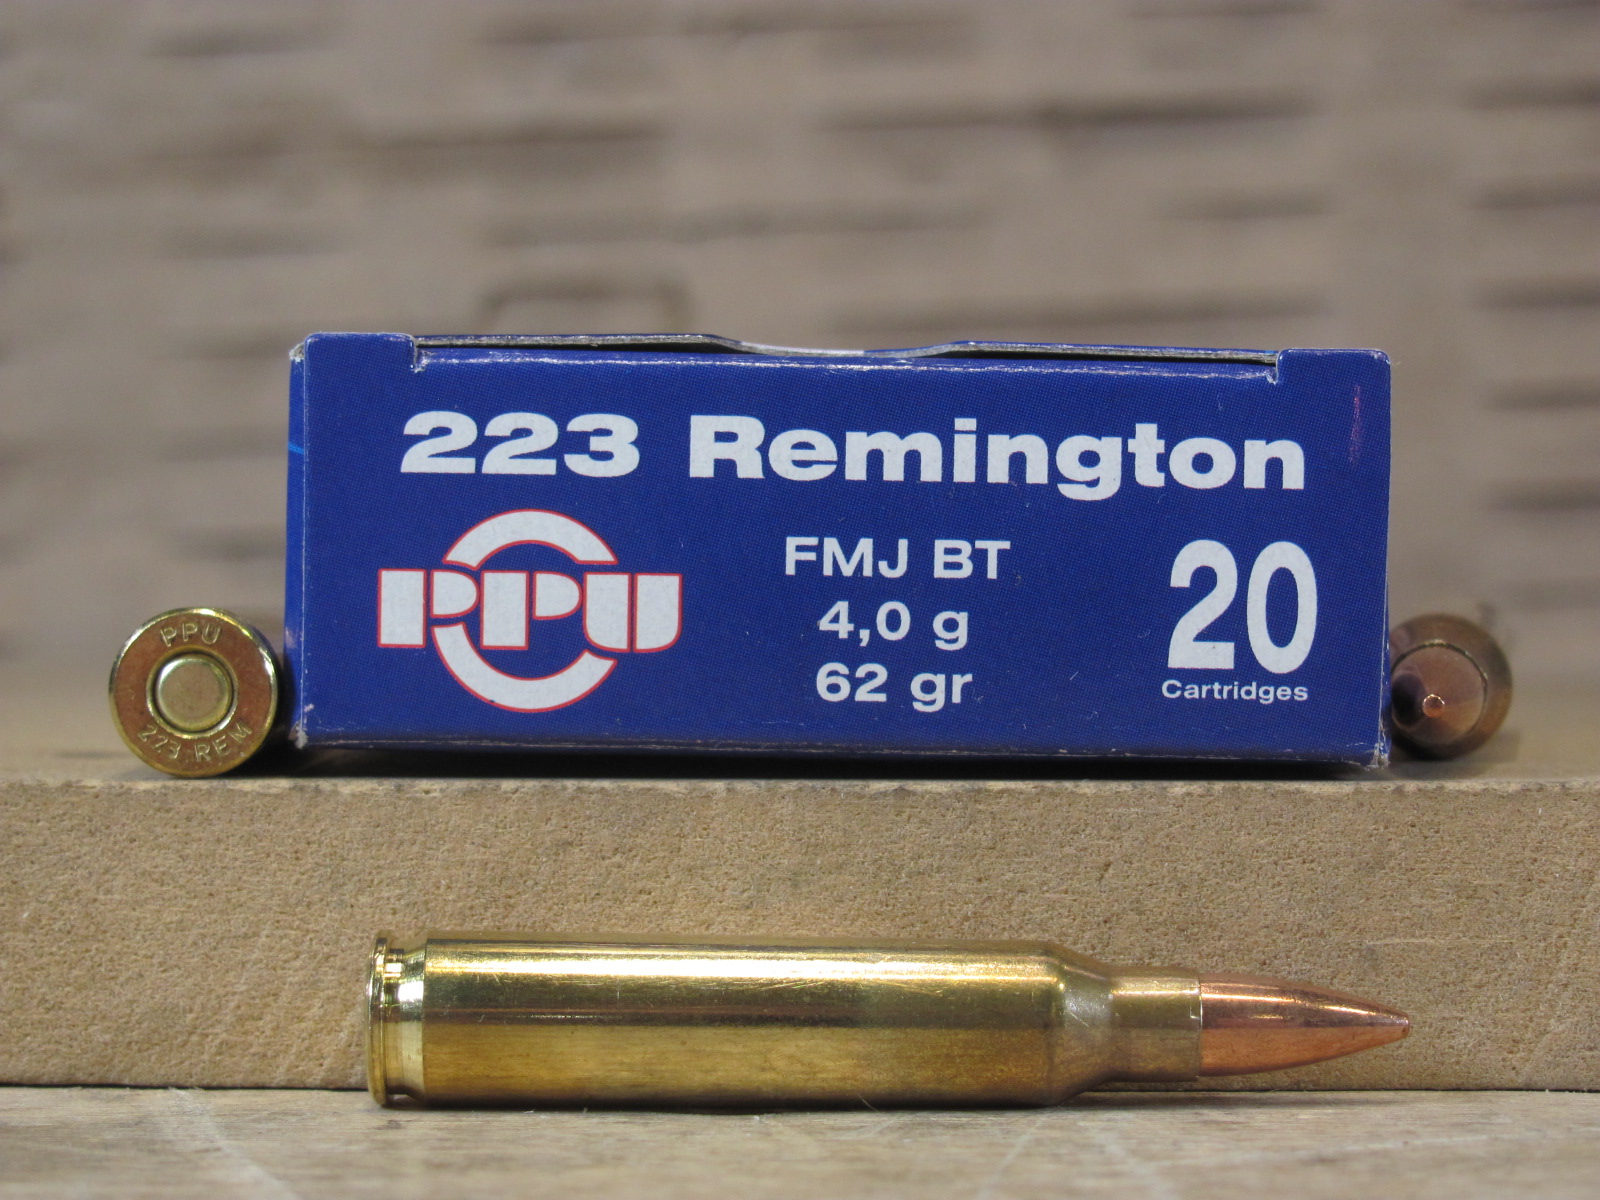 223 Remington
PPU
FMJ BT
4,0 g
62 gr
20
Cartridges
PPU
223 REM